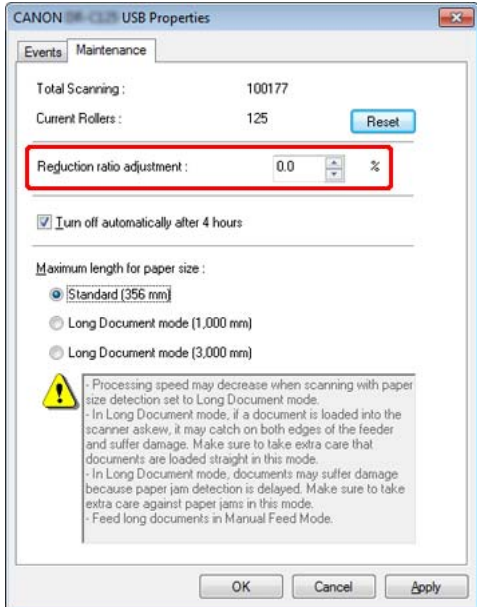 CANON USB Properties
Events Maintenance
Total Scanning : 100177
Current Rollers : 125 Reset
Reduction ratio adjustment : 0.0 %
Turn off automatically after 4 hours
Maximum length for paper size :
Standard (356 mm)
Long Document mode (1,000 mm)
Long Document mode (3,000 mm)
- Processing speed may decrease when scanning with paper
size detection set to Long Document mode.
- In Long Document mode, if a document is loaded into the
scanner askew, it may catch on both edges of the feeder
and suffer damage. Make sure to take extra care that
documents are loaded straight in this mode.
- In Long Document mode, documents may suffer damage
because paper jam detection is delayed. Make sure to take
extra care against paper jams in this mode.
- Feed long documents in Manual Feed Mode.
OK Cancel Apply